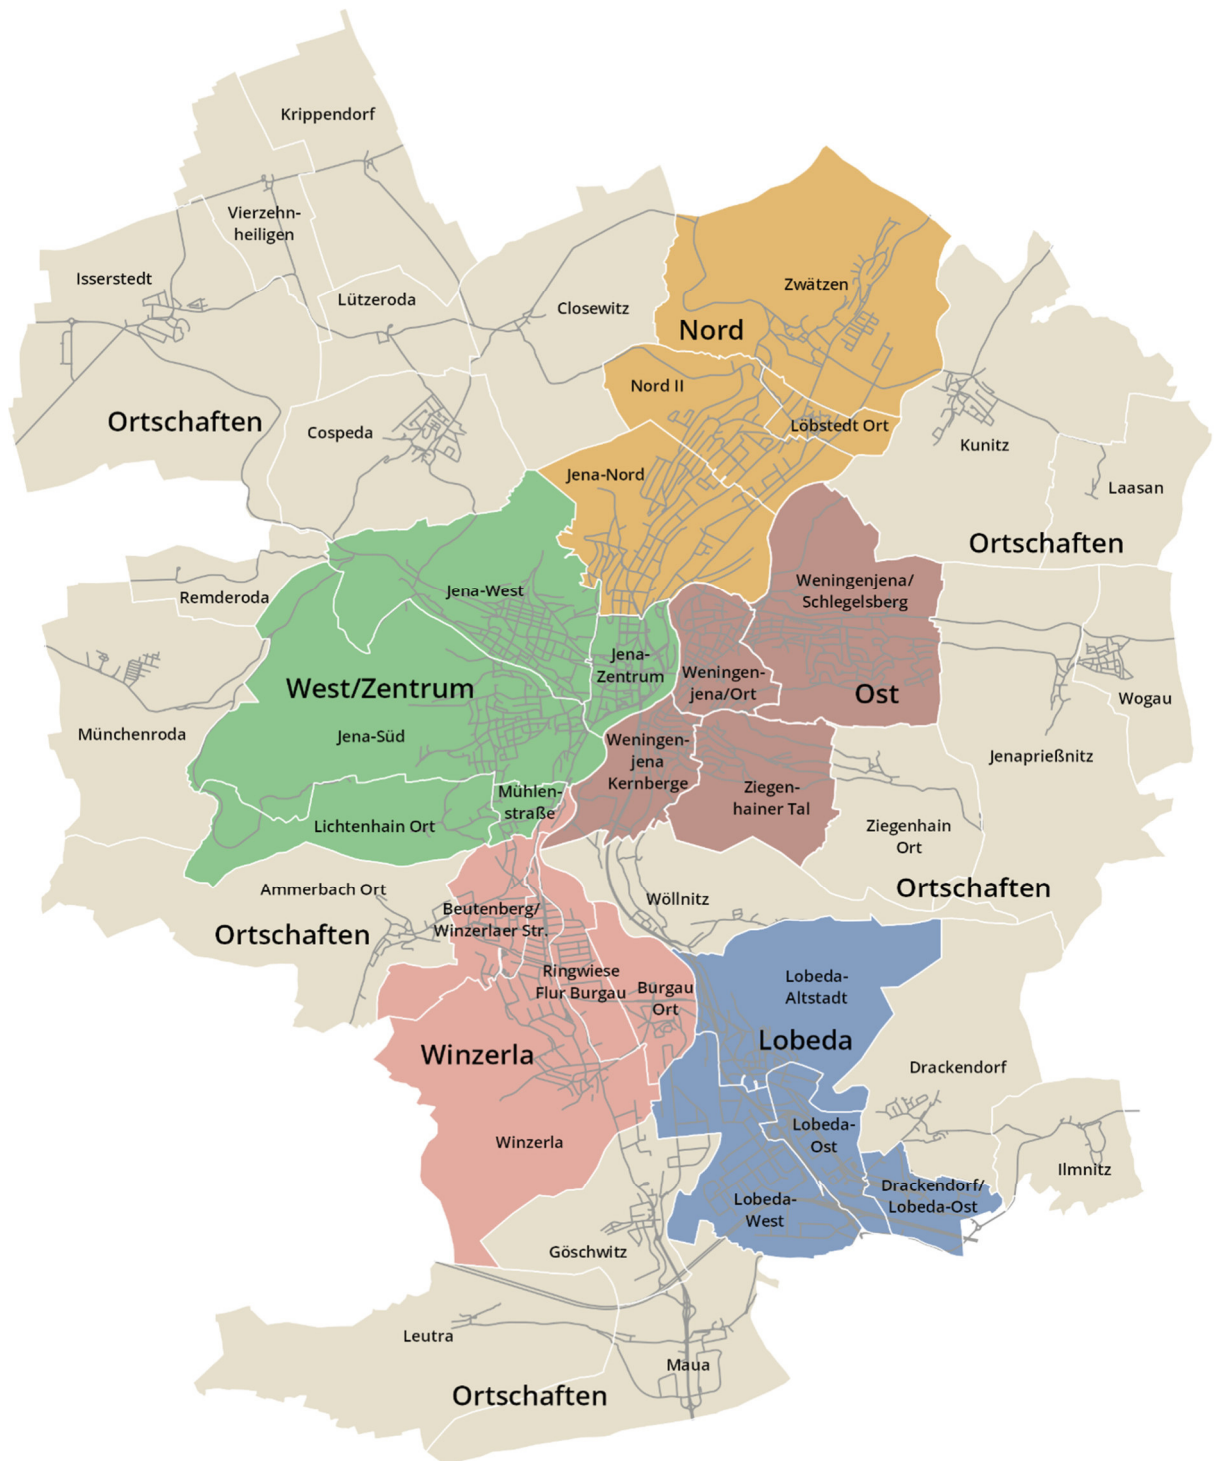 Krippendorf
Vierzehn-
heiligen
Isserstedt
Lützeroda
Closewitz
Zwätzen
Nord
Nord II
Ortschaften
Cospeda
Löbstedt Ort
Kunitz
Jena-Nord
Laasan
Ortschaften
Remderoda
Jena-West
Weningenjena/
Schlegelsberg
Jena-
Zentrum
Weningen-
jena/Ort
West/Zentrum
Ost
Wogau
Münchenroda
Jena-Süd
Weningen-
jena
Kernberge
Jenaprießnitz
Mühlen-
straße
Ziegen-
hainer Tal
Lichtenhain Ort
Ziegenhain
Ort
Ammerbach Ort
Ortschaften
Wöllnitz
Beutenberg/
Winzerlaer Str.
Ortschaften
Ringwiese
Flur Burgau
Burgau
Ort
Lobeda-
Altstadt
Winzerla
Lobeda
Drackendorf
Winzerla
Lobeda-
Ost
Ilmnitz
Drackendorf/
Lobeda-Ost
Lobeda-
West
Göschwitz
Leutra
Maua
Ortschaften